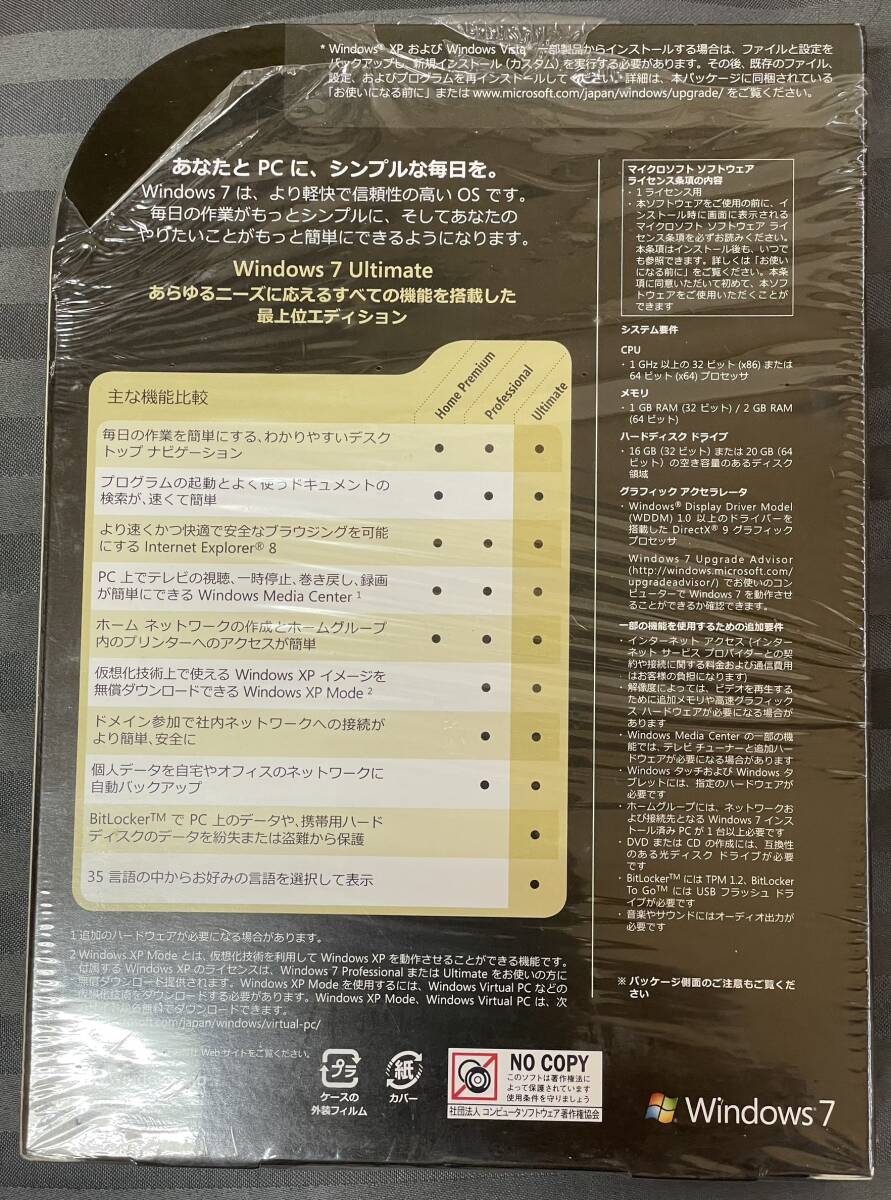 * Windows® XP および Windows Vista® 一部製品からインストールする場合は、ファイルと設定を
バックアップし、新規インストール (カスタム) を実行する必要があります。その後、既存のファイル、
設定、およびプログラムを再インストールしてください。詳細は、本パッケージに同梱されている
「お使いになる前に」または www.microsoft.com/japan/windows/upgrade/ をご覧ください。
あなたと PC に、シンプルな毎日を。
Windows 7 は、より軽快で信頼性の高い OS です。
毎日の作業がもっとシンプルに、そしてあなたの
やりたいことがもっと簡単にできるようになります。
Windows 7 Ultimate
あらゆるニーズに応えるすべての機能を搭載した
最上位エディション
主な機能比較
Home Premium
Professional
Ultimate
毎日の作業を簡単にする、わかりやすいデスク
トップ ナビゲーション
● ● ●
プログラムの起動とよく使うドキュメントの
検索が、速くて簡単
● ● ●
より速くかつ快適で安全なブラウジングを可能
にする Internet Explorer® 8
● ● ●
PC 上でテレビの視聴、一時停止、巻き戻し、録画
が簡単にできる Windows Media Center ¹
● ● ●
ホーム ネットワークの作成とホームグループ
内のプリンターへのアクセスが簡単
● ● ●
仮想化技術上で使える Windows XP イメージを
無償ダウンロードできる Windows XP Mode ²
● ●
ドメイン参加で社内ネットワークへの接続が
より簡単、安全に
● ●
個人データを自宅やオフィスのネットワークに
自動バックアップ
● ●
BitLocker™ で PC 上のデータや、携帯用ハード
ディスクのデータを紛失または盗難から保護
●
35 言語の中からお好みの言語を選択して表示
●
1 追加のハードウェアが必要になる場合があります。
2 Windows XP Mode とは、仮想化技術を利用して Windows XP を動作させることができる機能です。
付属する Windows XP のライセンスは、Windows 7 Professional または Ultimate をお使いの方に
無償ダウンロード提供されます。Windows XP Mode を使用するには、Windows Virtual PC などの
仮想化技術をダウンロードする必要があります。Windows XP Mode、Windows Virtual PC は、次
から無料でダウンロードできます。
soft.com/japan/windows/virtual-pc/
Web サイトをご覧ください。
マイクロソフト ソフトウェア
ライセンス条項の内容
・1 ライセンス用
・本ソフトウェアをご使用の前に、イ
ンストール時に画面に表示される
マイクロソフト ソフトウェア ライ
センス条項を必ずお読みください。
本条項はインストール後も、いつで
も参照できます。詳しくは「お使い
になる前に」をご覧ください。本条
項に同意いただいて初めて、本ソフ
トウェアをご使用いただくことが
できます
システム要件
CPU
・1 GHz 以上の 32 ビット (x86) または
64 ビット (x64) プロセッサ
メモリ
・1 GB RAM (32 ビット) / 2 GB RAM
(64 ビット)
ハードディスク ドライブ
・16 GB (32 ビット) または 20 GB (64
ビット) の空き容量のあるディスク
領域
グラフィック アクセラレータ
・Windows® Display Driver Model
(WDDM) 1.0 以上のドライバーを
搭載した DirectX® 9 グラフィック
プロセッサ
Windows 7 Upgrade Advisor
(http://windows.microsoft.com/
upgradeadvisor/) でお使いのコン
ピューターで Windows 7 を動作させ
ることができるか確認できます。
一部の機能を使用するための追加要件
・インターネット アクセス (インター
ネット サービス プロバイダーとの契
約や接続に関する料金および通信費用
はお客様の負担になります)
・解像度によっては、ビデオを再生する
ために追加メモリや高速グラフィック
ス ハードウェアが必要になる場合が
あります
・Windows Media Center の一部の機
能では、テレビ チューナーと追加ハー
ドウェアが必要になる場合があります
・Windows タッチおよび Windows タ
ブレットには、指定のハードウェアが
必要です
・ホームグループには、ネットワークお
よび接続先となる Windows 7 インス
トール済み PC が 1 台以上必要です
・DVD または CD の作成には、互換性
のある光ディスク ドライブが必要
です
・BitLocker™ には TPM 1.2、BitLocker
To Go™ には USB フラッシュ ドラ
イブが必要です
・音楽やサウンドにはオーディオ出力が
必要です
※ パッケージ側面のご注意もご覧くだ
さい
プラ
ケースの
外装フィルム
紙
カバー
NO COPY
このソフトは著作権法に
よって保護されています
使用条件を守りましょう
社団法人 コンピュータソフトウェア著作権協会
Windows 7